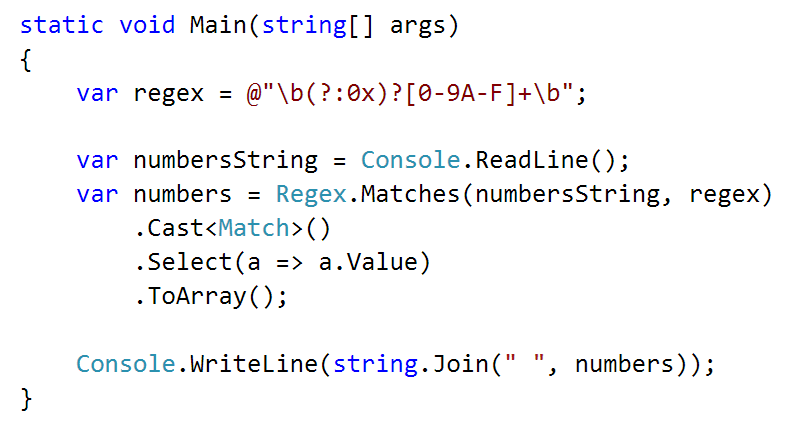 static void Main(string[] args)
{
    var regex = @"\b(?:0x)?[0-9A-F]+\b";

    var numbersString = Console.ReadLine();
    var numbers = Regex.Matches(numbersString, regex)
        .Cast<Match>()
        .Select(a => a.Value)
        .ToArray();

    Console.WriteLine(string.Join(" ", numbers));
}